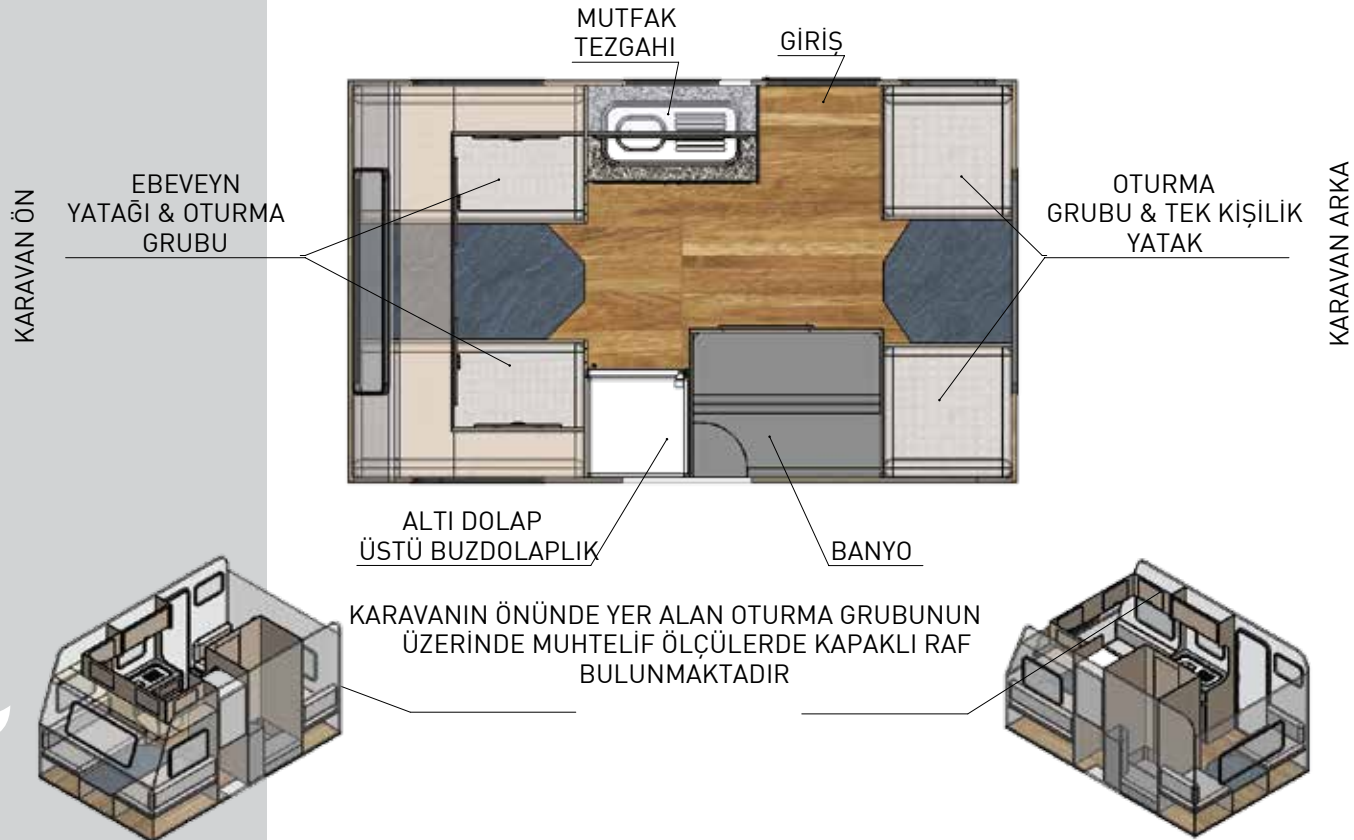 MUTFAK
TEZGAHI
GİRİŞ
KARAVAN ÖN
EBEVEYN
YATAĞI & OTURMA
GRUBU
OTURMA
GRUBU & TEK KİŞİLİK
YATAK
KARAVAN ARKA
ALTI DOLAP
ÜSTÜ BUZDOLAPLIK
BANYO
KARAVANIN ÖNÜNDE YER ALAN OTURMA GRUBUNUN
ÜZERİNDE MUHTELİF ÖLÇÜLERDE KAPAKLI RAF
BULUNMAKTADIR